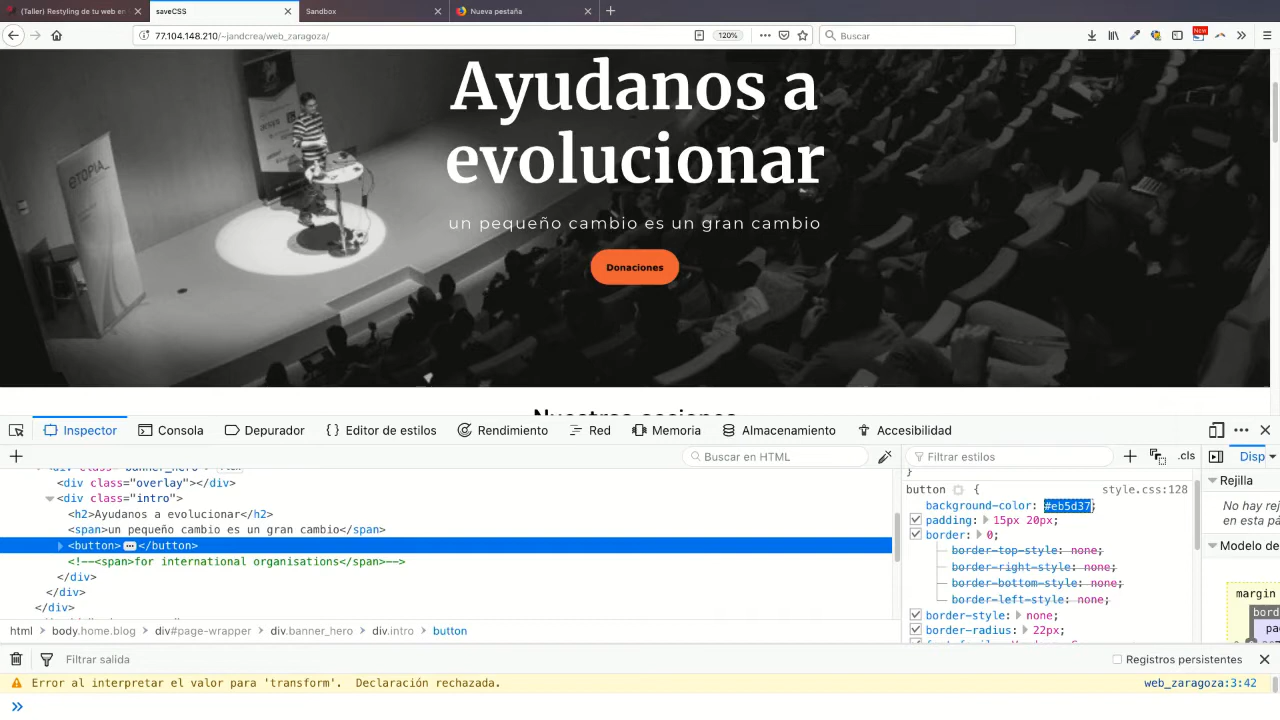 (Taller) Restyling de tu web en
saveCSS
Sandbox
Nueva pestaña
77.104.148.210/~jandcrea/web_zaragoza/
120%
Buscar
New
ETOPIA
Ayudanos a
evolucionar
un pequeño cambio es un gran cambio
Donaciones
Inspector
Consola
Depurador
{ } Editor de estilos
Rendimiento
Red
Memoria
Almacenamiento
Accesibilidad
Buscar en HTML
Filtrar estilos
.cls
Disp
<div class="overlay"></div>
<div class="intro">
<h2>Ayudanos a evolucionar</h2>
<span>un pequeño cambio es un gran cambio</span>
<button> ... </button>
<!--<span>for international organisations</span>-->
</div>
</div>
</div>
html > body.home.blog > div#page-wrapper > div.banner_hero > div.intro > button
}
button {
style.css:128
background-color: #eb5d37;
padding: 15px 20px;
border: 0;
border-top-style: none;
border-right-style: none;
border-bottom-style: none;
border-left-style: none;
border-style: none;
border-radius: 22px;
Rejilla
No hay rej
en esta pá
Modelo de
margin
bord
pa
Filtrar salida
Registros persistentes
Error al interpretar el valor para 'transform'. Declaración rechazada.
web_zaragoza:3:42